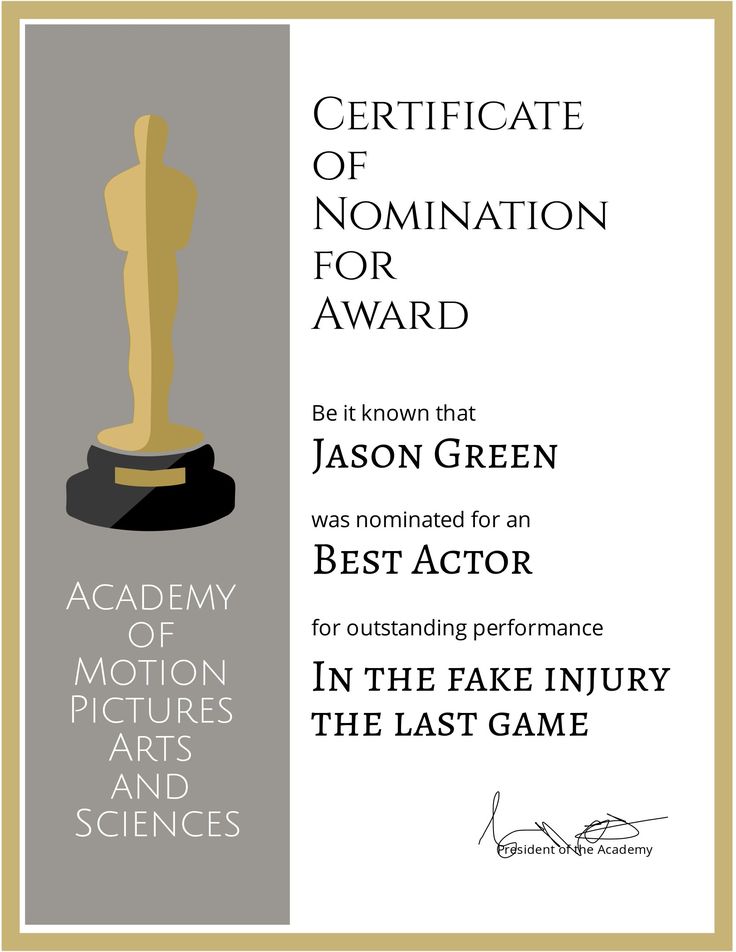 Certificate
of
Nomination
for
Award
Be it known that
Jason Green
was nominated for an
Best Actor
for outstanding performance
In the fake injury
the last game
President of the Academy
Academy
of
Motion
Pictures
Arts
and
Sciences